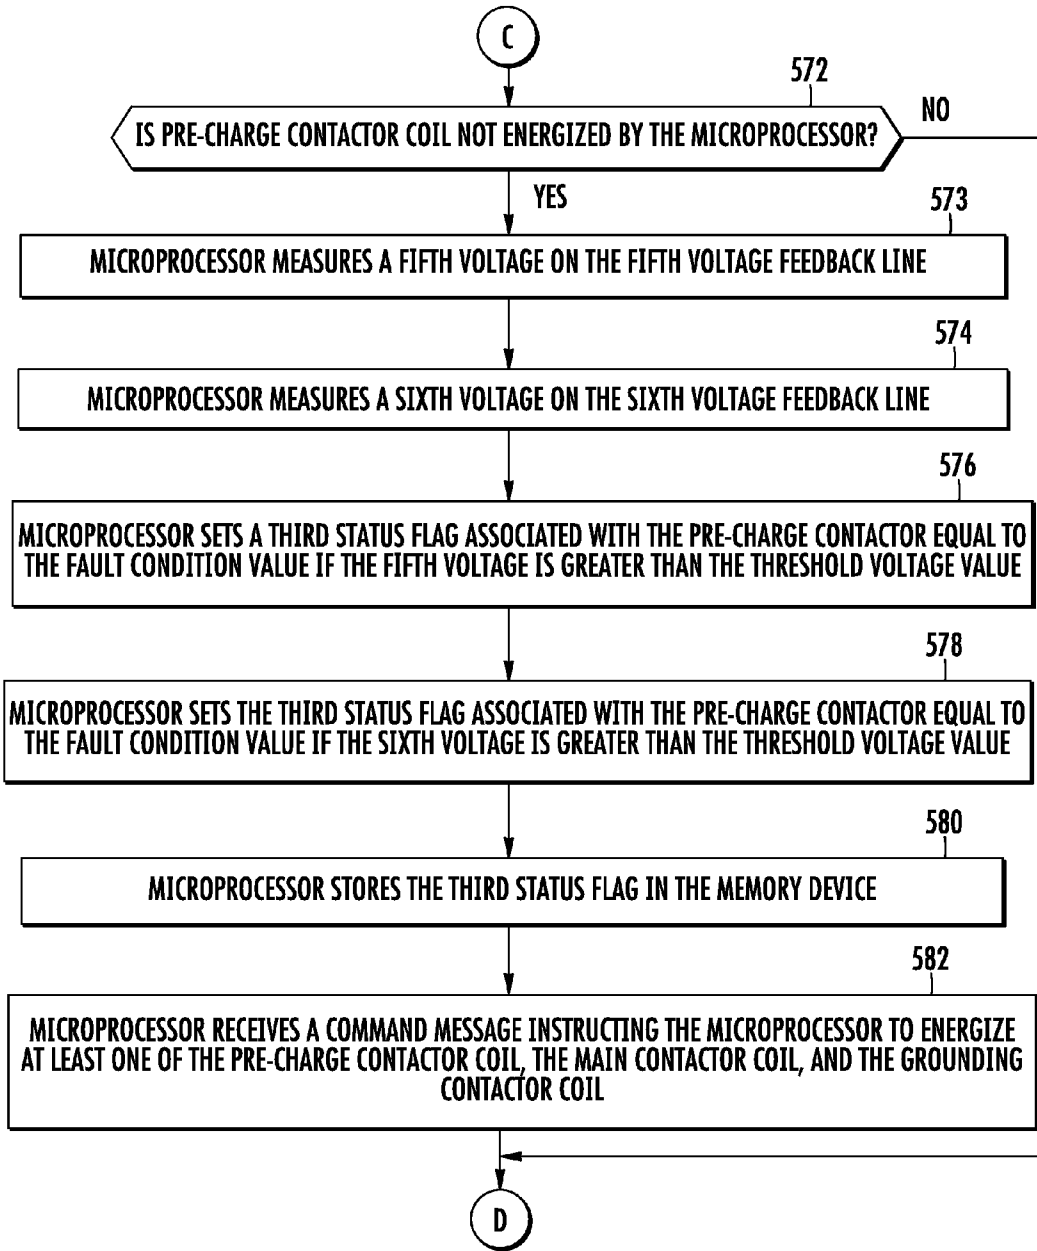 C
572
IS PRE-CHARGE CONTACTOR COIL NOT ENERGIZED BY THE MICROPROCESSOR?
NO
YES
573
MICROPROCESSOR MEASURES A FIFTH VOLTAGE ON THE FIFTH VOLTAGE FEEDBACK LINE
574
MICROPROCESSOR MEASURES A SIXTH VOLTAGE ON THE SIXTH VOLTAGE FEEDBACK LINE
576
MICROPROCESSOR SETS A THIRD STATUS FLAG ASSOCIATED WITH THE PRE-CHARGE CONTACTOR EQUAL TO
THE FAULT CONDITION VALUE IF THE FIFTH VOLTAGE IS GREATER THAN THE THRESHOLD VOLTAGE VALUE
578
MICROPROCESSOR SETS THE THIRD STATUS FLAG ASSOCIATED WITH THE PRE-CHARGE CONTACTOR EQUAL TO
THE FAULT CONDITION VALUE IF THE SIXTH VOLTAGE IS GREATER THAN THE THRESHOLD VOLTAGE VALUE
580
MICROPROCESSOR STORES THE THIRD STATUS FLAG IN THE MEMORY DEVICE
582
MICROPROCESSOR RECEIVES A COMMAND MESSAGE INSTRUCTING THE MICROPROCESSOR TO ENERGIZE
AT LEAST ONE OF THE PRE-CHARGE CONTACTOR COIL, THE MAIN CONTACTOR COIL, AND THE GROUNDING
CONTACTOR COIL
D